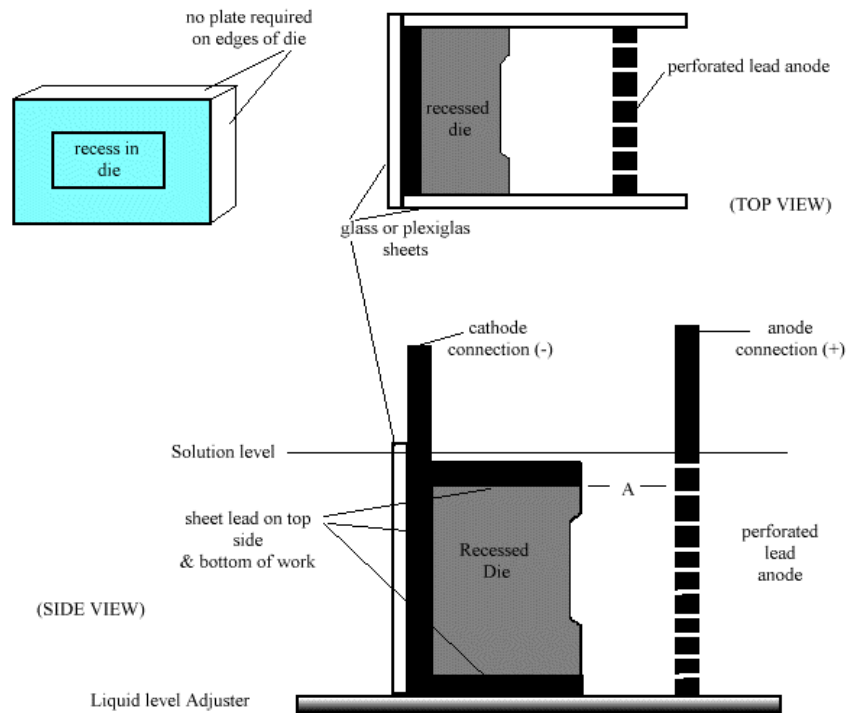 no plate required
on edges of die
recess in
die
recessed
die
perforated lead anode
(TOP VIEW)
glass or plexiglas
sheets
cathode
connection (-)
anode
connection (+)
Solution level
A
sheet lead on top
side
& bottom of work
Recessed
Die
perforated
lead
anode
(SIDE VIEW)
Liquid level Adjuster